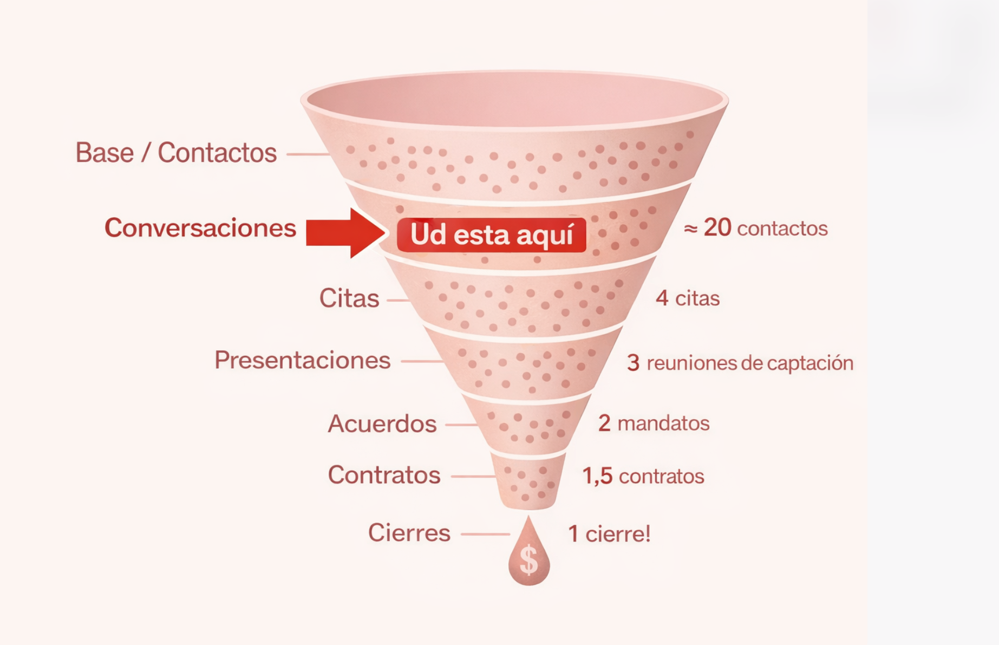 Base / Contactos
Conversaciones
Ud esta aquí
≈ 20 contactos
Citas
4 citas
Presentaciones
3 reuniones de captación
Acuerdos
2 mandatos
Contratos
1,5 contratos
Cierres
1 cierre!
$